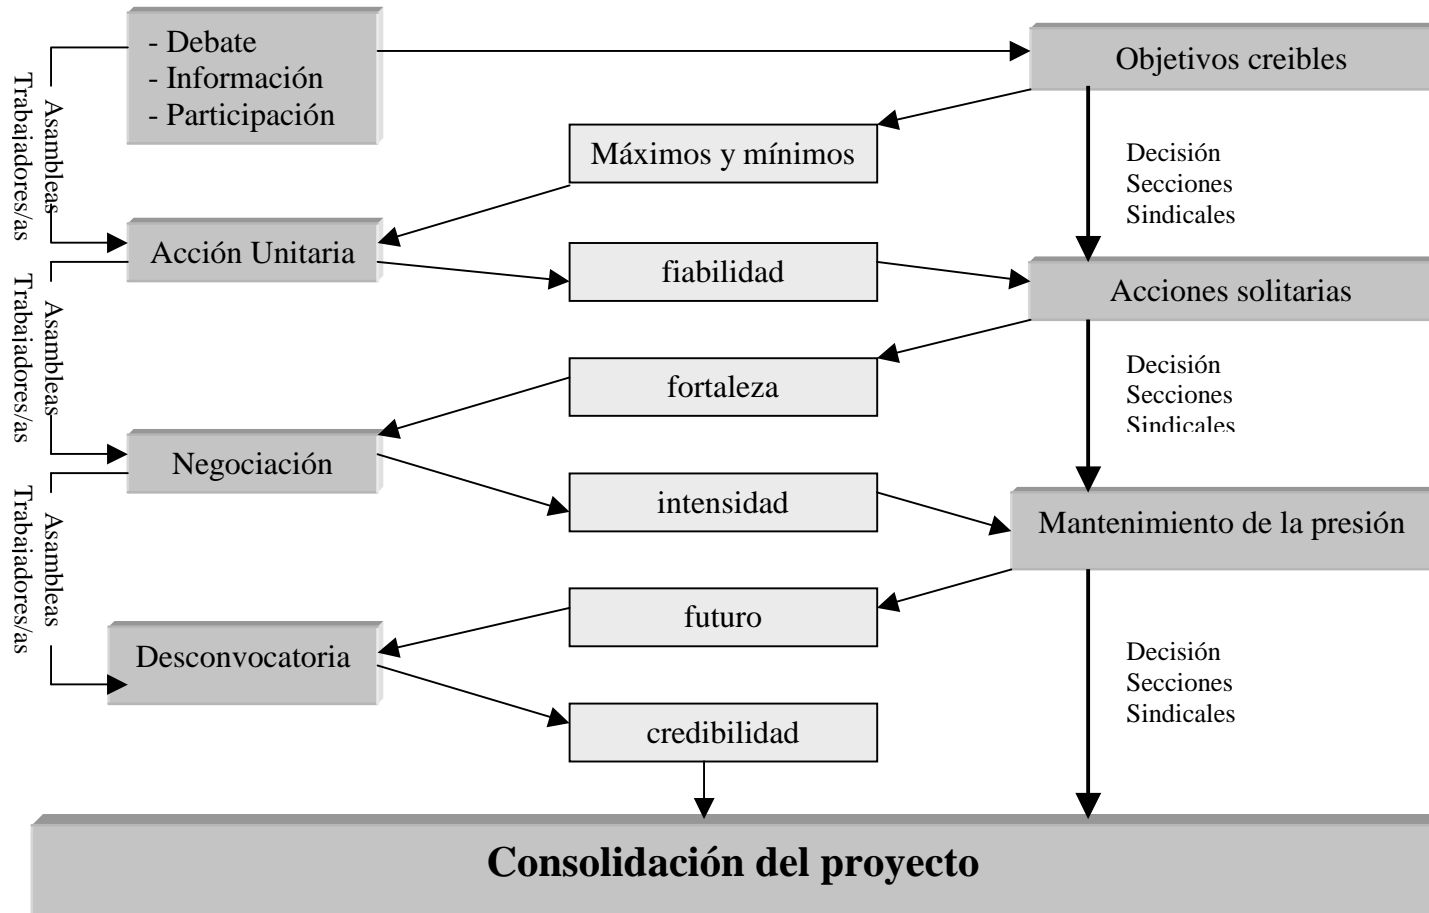 - Debate
- Información
- Participación
Objetivos creibles
Asambleas
Trabajadores/as
Máximos y mínimos
Decisión
Secciones
Sindicales
Acción Unitaria
fiabilidad
Acciones solitarias
Asambleas
Trabajadores/as
fortaleza
Decisión
Secciones
Sindicales
Negociación
intensidad
Mantenimiento de la presión
Asambleas
Trabajadores/as
futuro
Desconvocatoria
Decisión
Secciones
Sindicales
credibilidad
Consolidación del proyecto